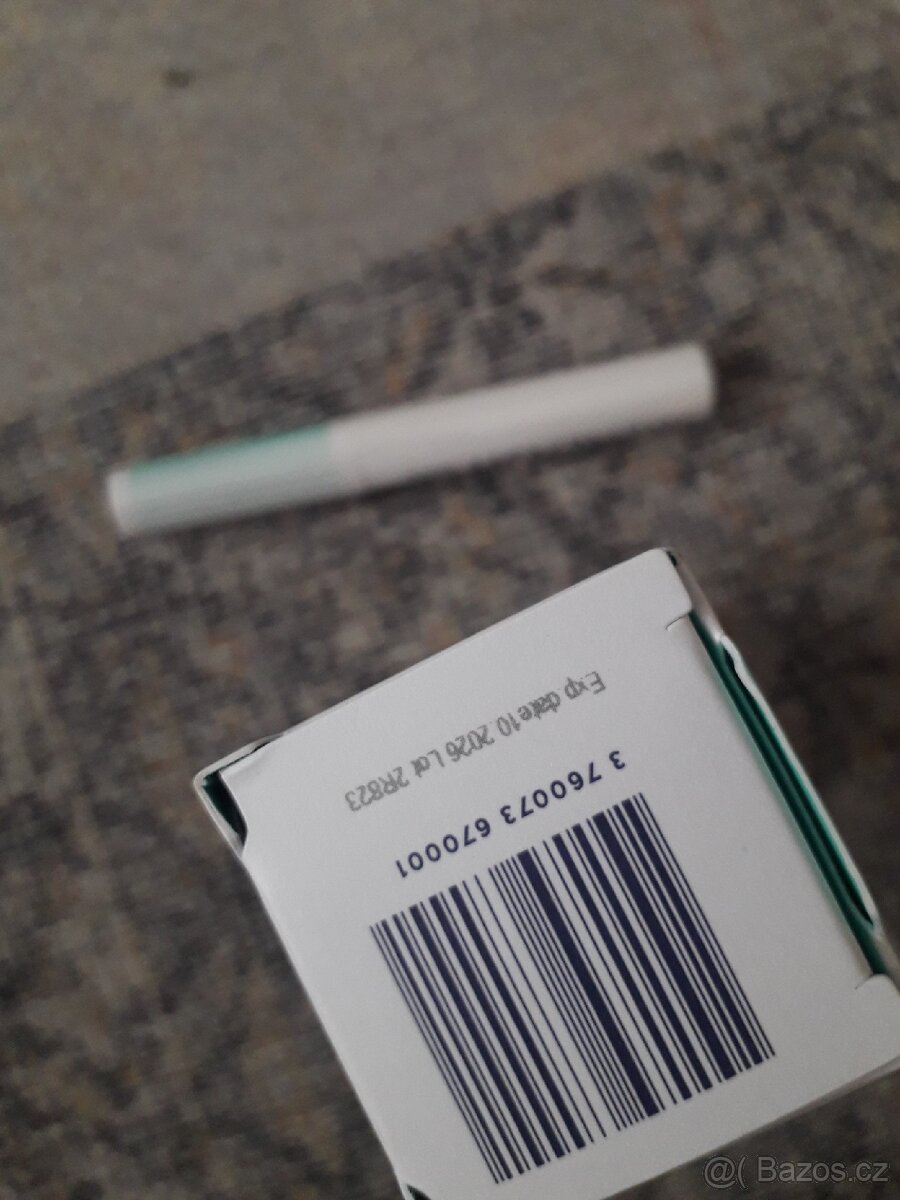 Exp date 10 2026 Lot 2R823
3 760073 670001
@( Bazos.cz